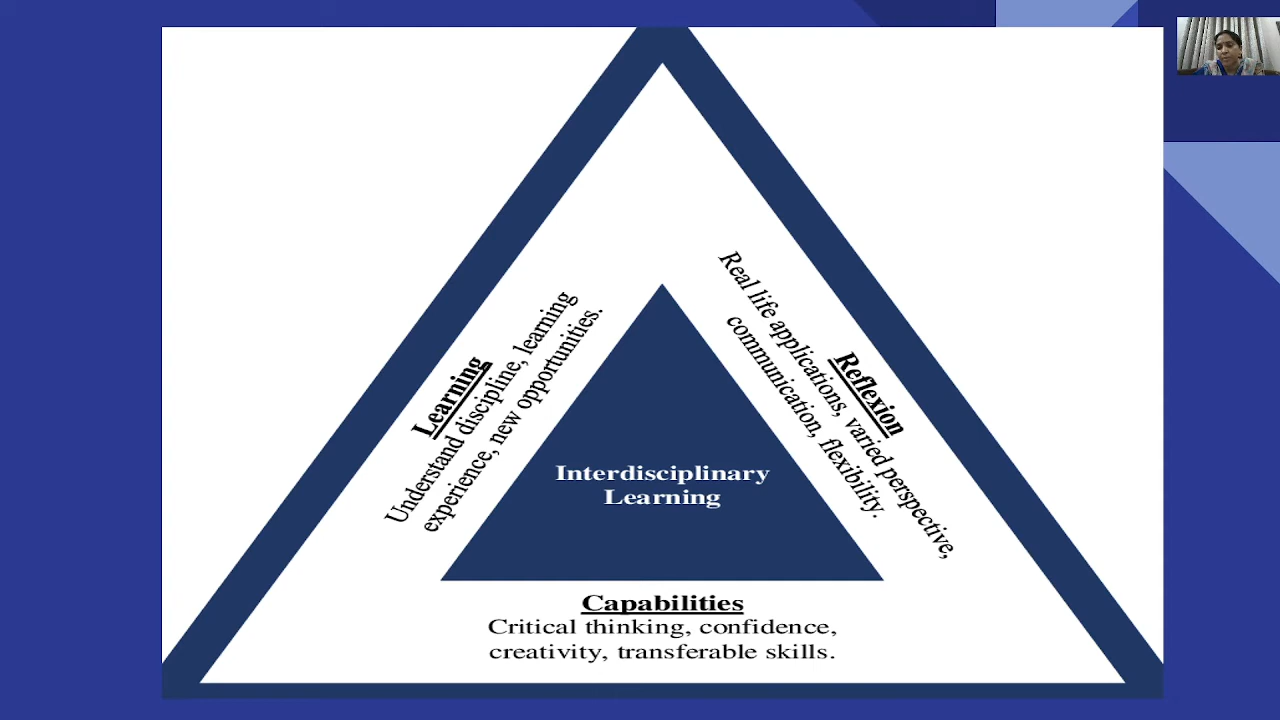 Learning
Understand discipline, learning
experience, new opportunities.
Reflexion
Real life applications, varied perspective,
communication, flexibility.
Interdisciplinary
Learning
Capabilities
Critical thinking, confidence,
creativity, transferable skills.